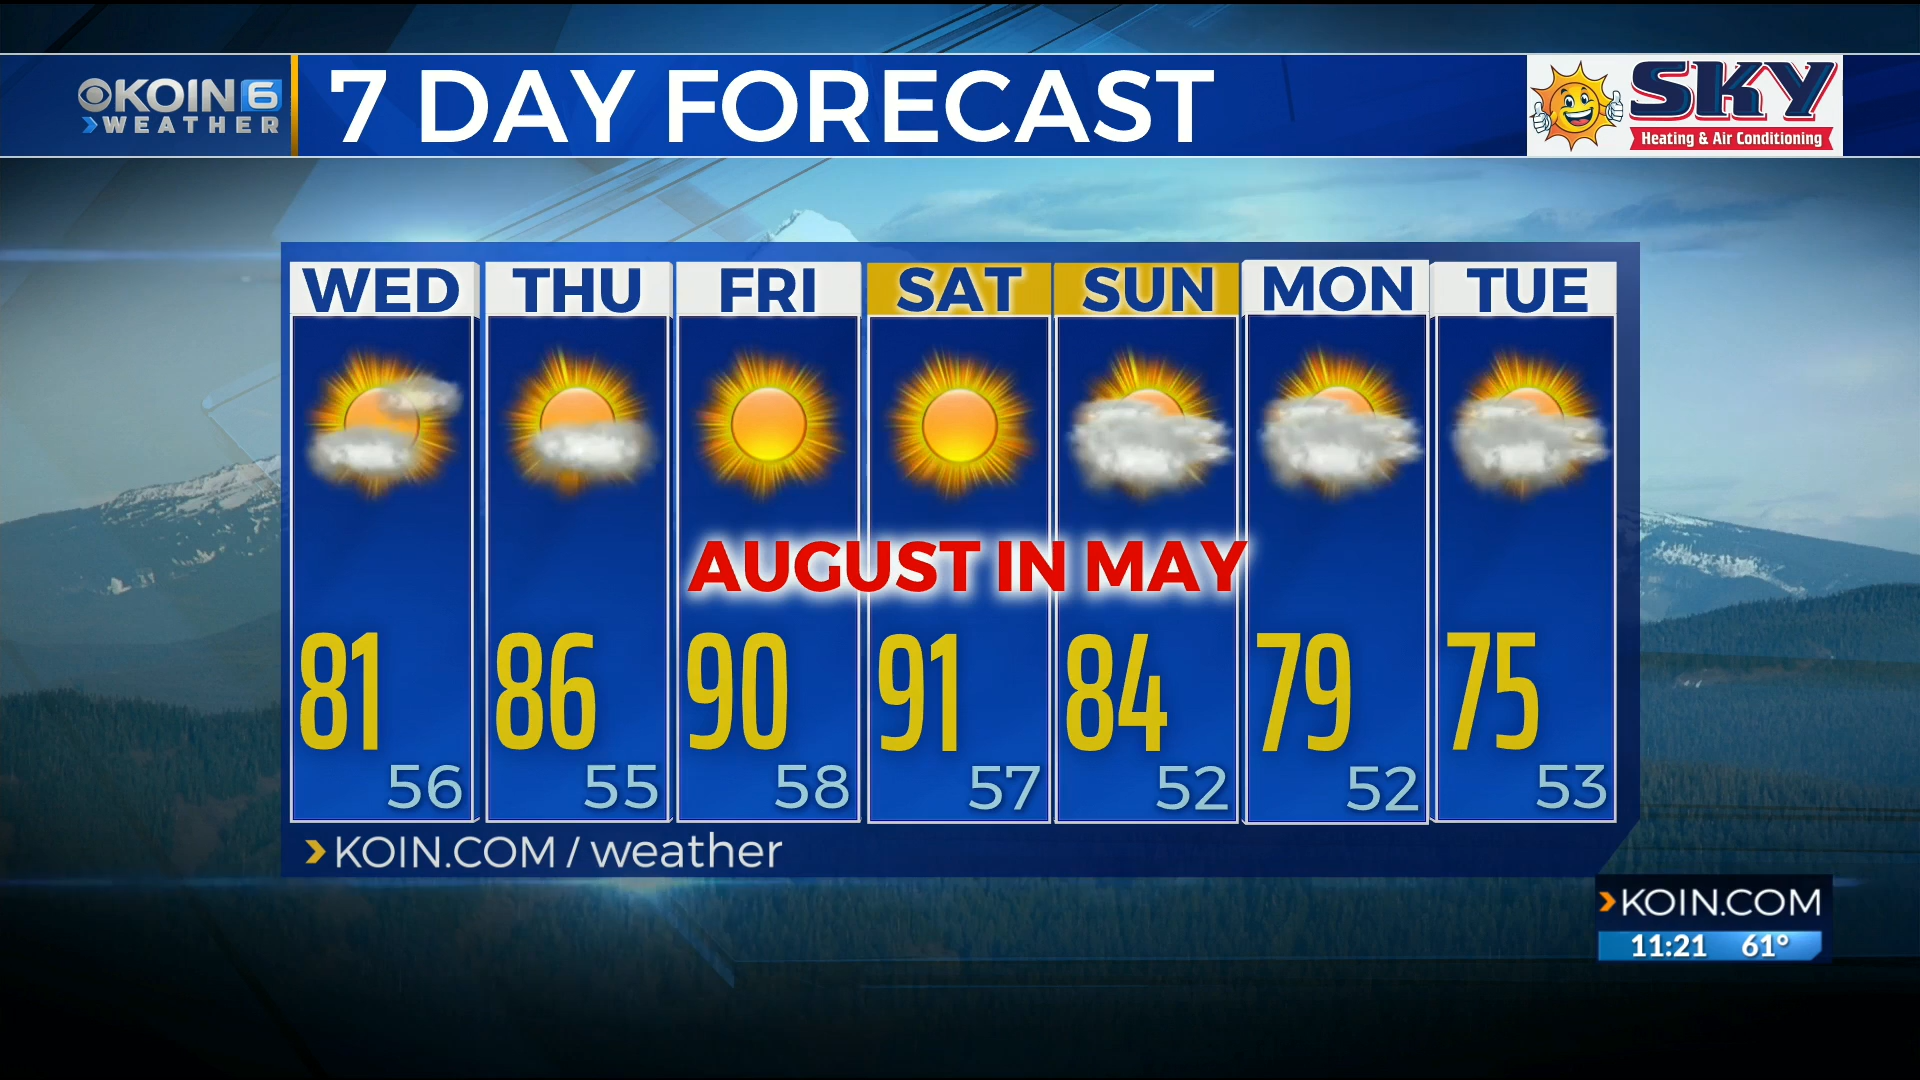 KOIN 6
WEATHER
7 DAY FORECAST
SKY
Heating & Air Conditioning
WED THU FRI SAT SUN MON TUE
AUGUST IN MAY
81 86 90 91 84 79 75
56 55 58 57 52 52 53
KOIN.COM / weather
KOIN.COM
11:21 61°